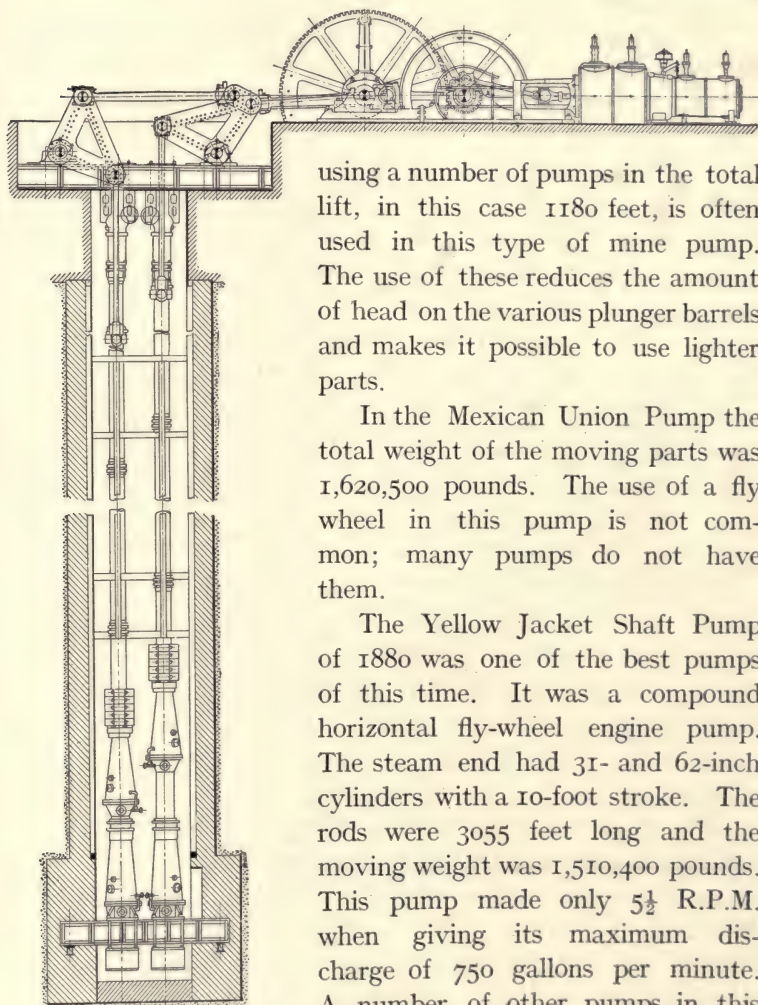 using a number of pumps in the total
lift, in this case 1180 feet, is often
used in this type of mine pump.
The use of these reduces the amount
of head on the various plunger barrels
and makes it possible to use lighter
parts.
In the Mexican Union Pump the
total weight of the moving parts was
1,620,500 pounds. The use of a fly
wheel in this pump is not com-
mon; many pumps do not have
them.
The Yellow Jacket Shaft Pump
of 1880 was one of the best pumps
of this time. It was a compound
horizontal fly-wheel engine pump.
The steam end had 31- and 62-inch
cylinders with a 10-foot stroke. The
rods were 3055 feet long and the
moving weight was 1,510,400 pounds.
This pump made only 5½ R.P.M.
when giving its maximum dis-
charge of 750 gallons per minute.
A number of other pumps in this